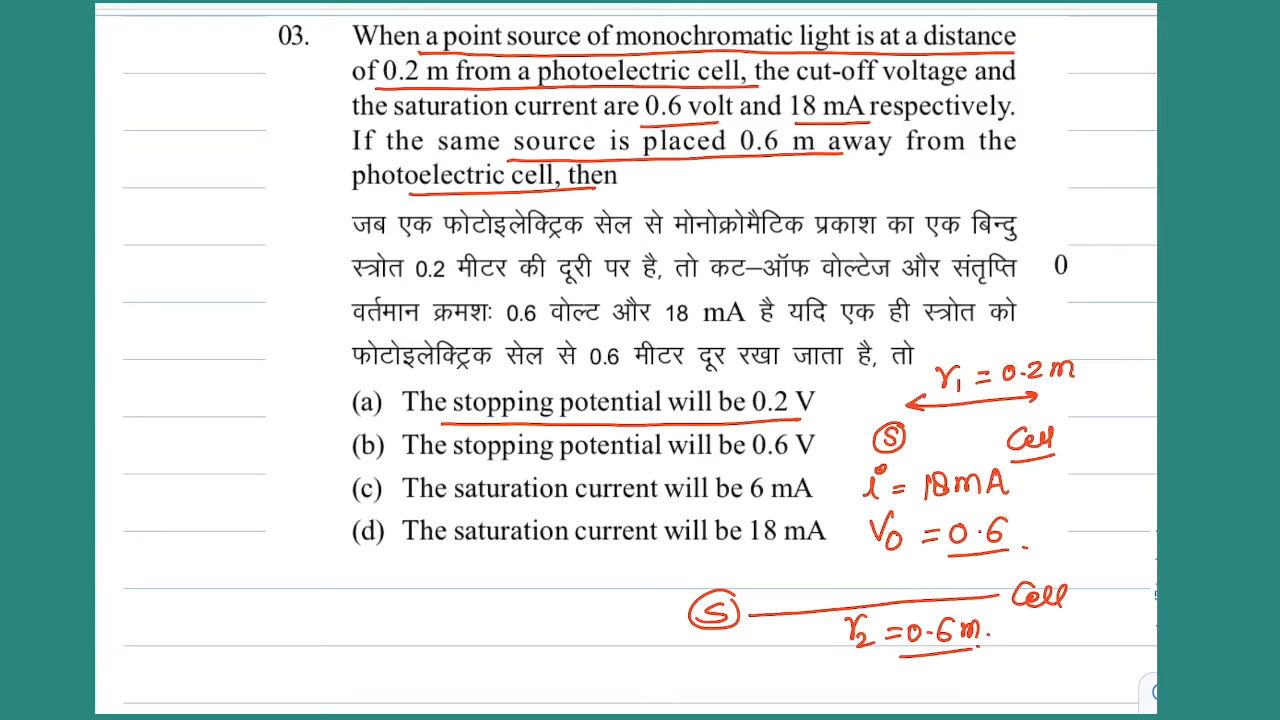 03. When a point source of monochromatic light is at a distance
of 0.2 m from a photoelectric cell, the cut-off voltage and
the saturation current are 0.6 volt and 18 mA respectively.
If the same source is placed 0.6 m away from the
photoelectric cell, then
जब एक फोटोइलेक्ट्रिक सेल से मोनोक्रोमैटिक प्रकाश का एक बिन्दु
स्त्रोत 0.2 मीटर की दूरी पर है, तो कट–ऑफ वोल्टेज और संतृप्ति 0
वर्तमान क्रमशः 0.6 वोल्ट और 18 mA है यदि एक ही स्त्रोत को
फोटोइलेक्ट्रिक सेल से 0.6 मीटर दूर रखा जाता है, तो
r₁ = 0.2 m
(a) The stopping potential will be 0.2 V
(b) The stopping potential will be 0.6 V
S Cell
(c) The saturation current will be 6 mA
i = 18 mA
(d) The saturation current will be 18 mA
V₀ = 0.6
S Cell
r₂ = 0.6 m.